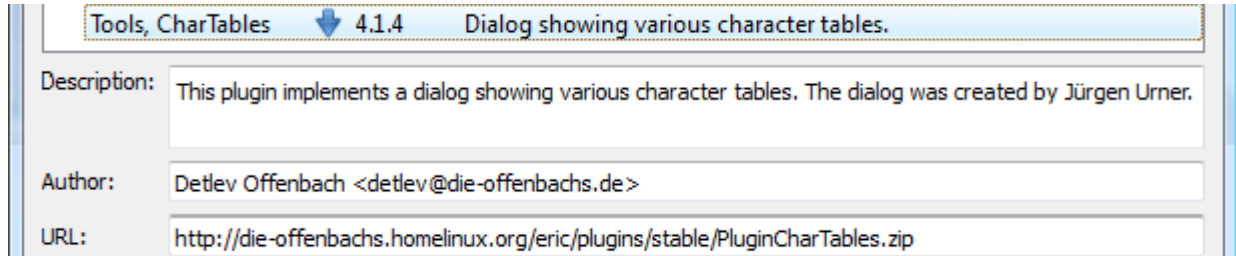 Tools, CharTables 4.1.4 Dialog showing various character tables.
Description: This plugin implements a dialog showing various character tables. The dialog was created by Jürgen Urner.
Author: Detlev Offenbach <detlev@die-offenbachs.de>
URL: http://die-offenbachs.homelinux.org/eric/plugins/stable/PluginCharTables.zip